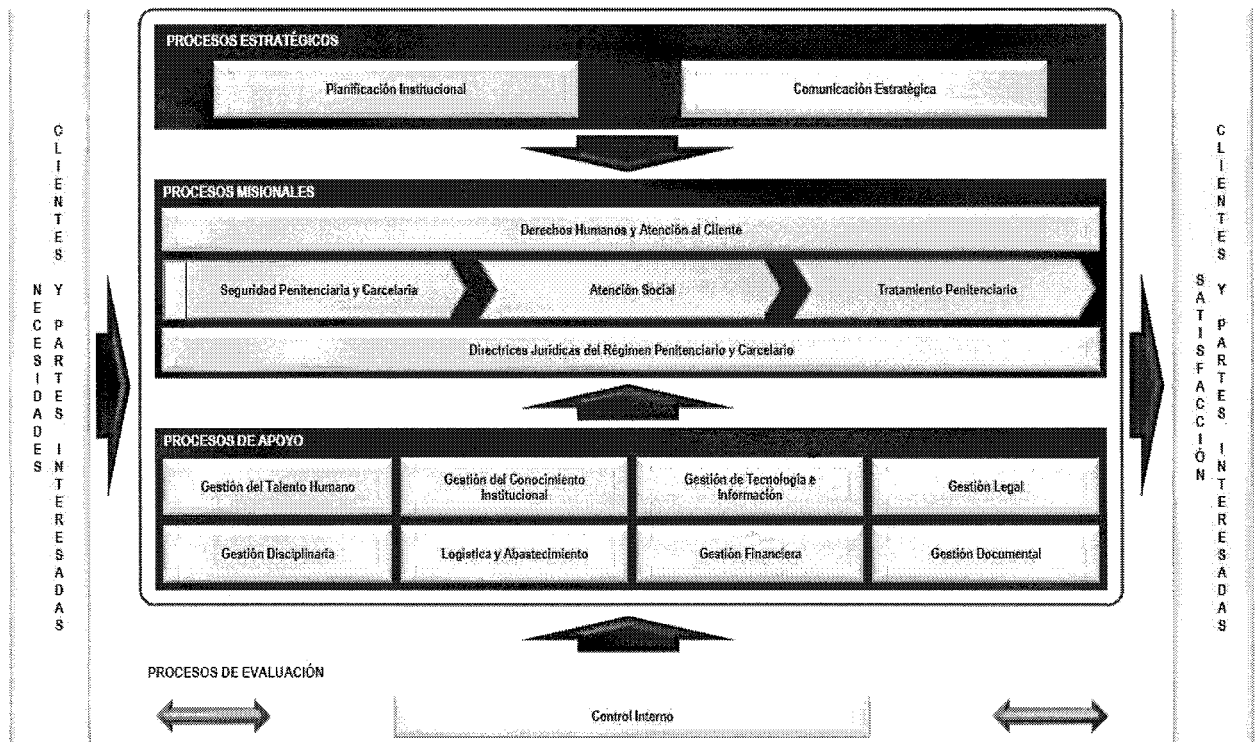 PROCESOS ESTRATÉGICOS
Planificación Institucional
Comunicación Estratégica
CLIENTES Y PARTES INTERESADAS
NECESIDADES
PROCESOS MISIONALES
Derechos Humanos y Atención al Cliente
Seguridad Penitenciaria y Carcelaria
Atención Social
Tratamiento Penitenciario
Directrices Jurídicas del Régimen Penitenciario y Carcelario
SATISFACCIÓN
CLIENTES Y PARTES INTERESADAS
PROCESOS DE APOYO
Gestión del Talento Humano
Gestión del Conocimiento
Institucional
Gestión de Tecnología e
Información
Gestión Legal
Gestión Disciplinaria
Logística y Abastecimiento
Gestión Financiera
Gestión Documental
PROCESOS DE EVALUACIÓN
Control Interno